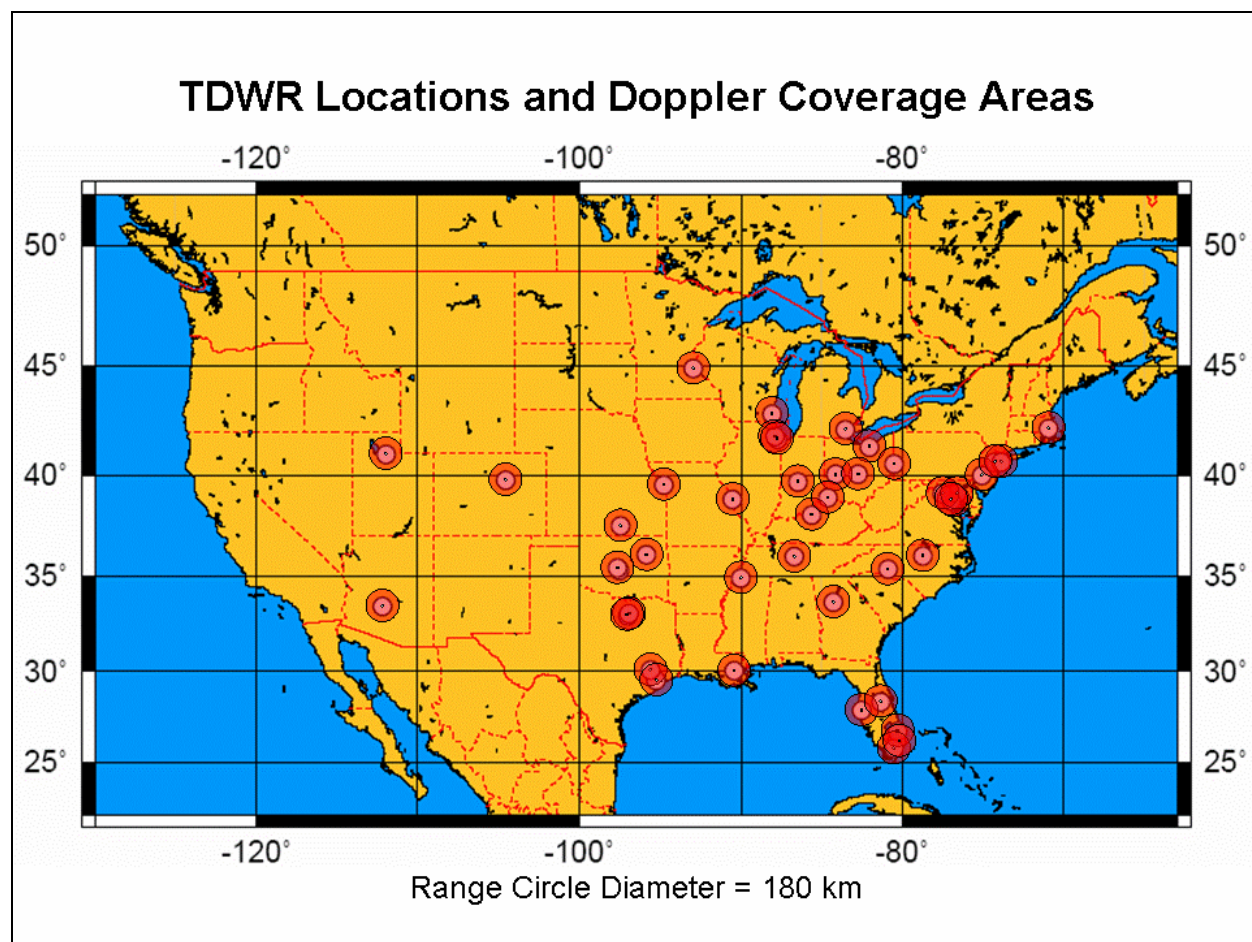 TDWR Locations and Doppler Coverage Areas
-120° -100° -80°
50° 50°
45° 45°
40° 40°
35° 35°
30° 30°
25° 25°
-120° -100° -80°
Range Circle Diameter = 180 km